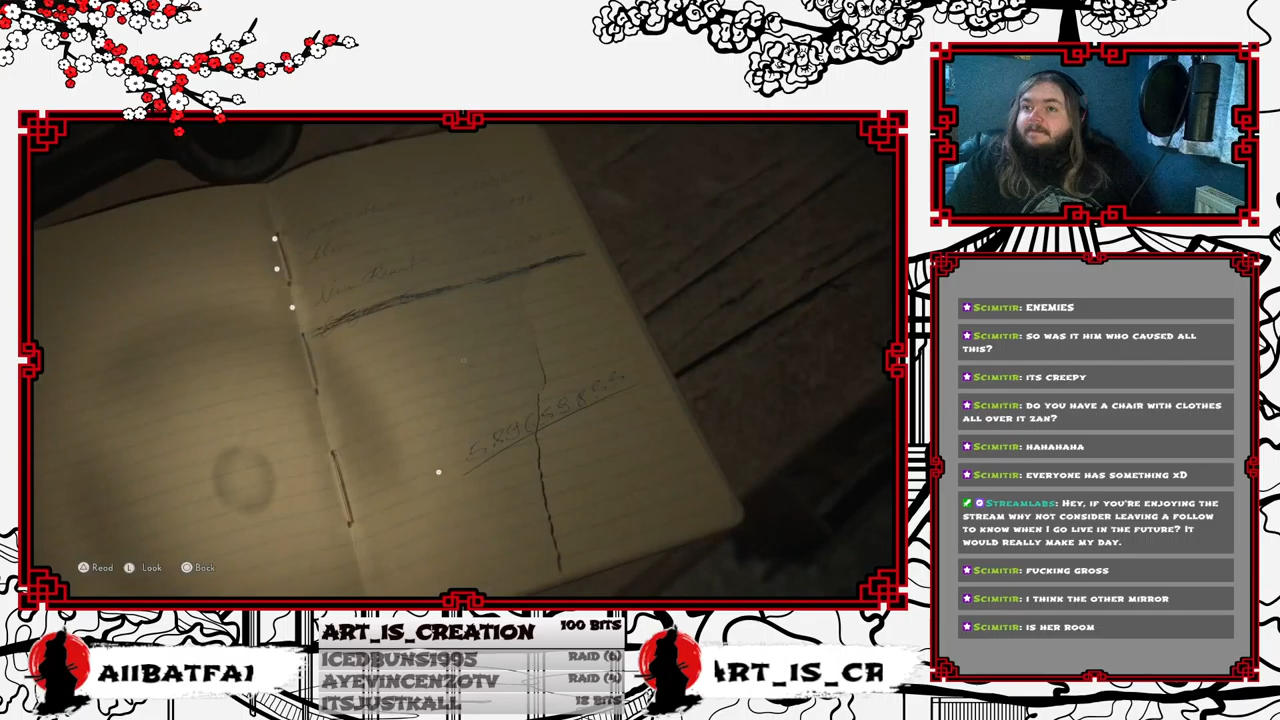 Read
Look
Back
SCIMITIR: ENEMIES
SCIMITIR: SO WAS IT HIM WHO CAUSED ALL
THIS?
SCIMITIR: ITS CREEPY
SCIMITIR: DO YOU HAVE A CHAIR WITH CLOTHES
ALL OVER IT ZAN?
SCIMITIR: HAHAHAHA
SCIMITIR: EVERYONE HAS SOMETHING XD
STREAMLABS: HEY, IF YOU'RE ENJOYING THE
STREAM WHY NOT CONSIDER LEAVING A FOLLOW
TO KNOW WHEN I GO LIVE IN THE FUTURE? IT
WOULD REALLY MAKE MY DAY.
SCIMITIR: FUCKING GROSS
SCIMITIR: I THINK THE OTHER MIRROR
SCIMITIR: IS HER ROOM
AIIBATFAI
ART_IS_CREATION 100 BITS
ICEDBUNS1995 RAID (6)
AYEVINCENZOTV RAID (4)
ITSJUSTKALL 18 BITS
ART_IS_CR